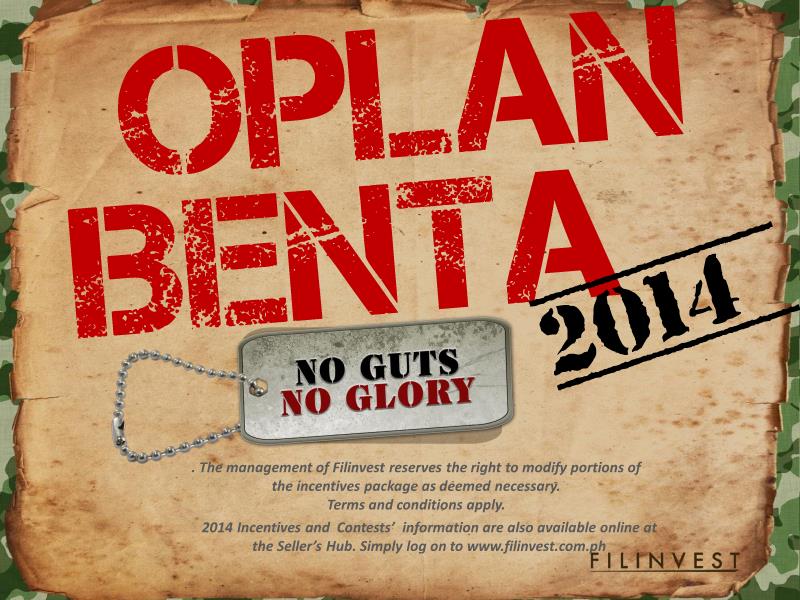 OPLAN
BENTA
2014
NO GUTS
NO GLORY
. The management of Filinvest reserves the right to modify portions of
the incentives package as deemed necessary.
Terms and conditions apply.
2014 Incentives and Contests’ information are also available online at
the Seller’s Hub. Simply log on to www.filinvest.com.ph
FILINVEST